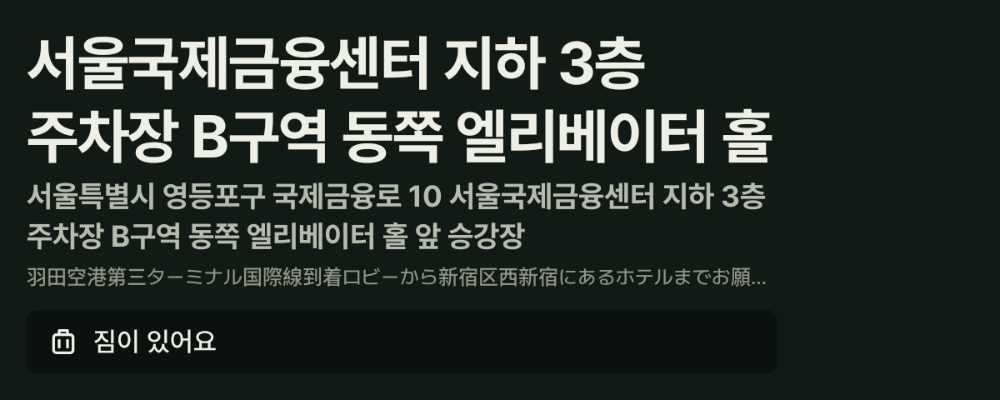 서울국제금융센터 지하 3층
주차장 B구역 동쪽 엘리베이터 홀
서울특별시 영등포구 국제금융로 10 서울국제금융센터 지하 3층
주차장 B구역 동쪽 엘리베이터 홀 앞 승강장
羽田空港第三ターミナル国際線到着ロビーから新宿区西新宿にあるホテルまでお願...
짐이 있어요